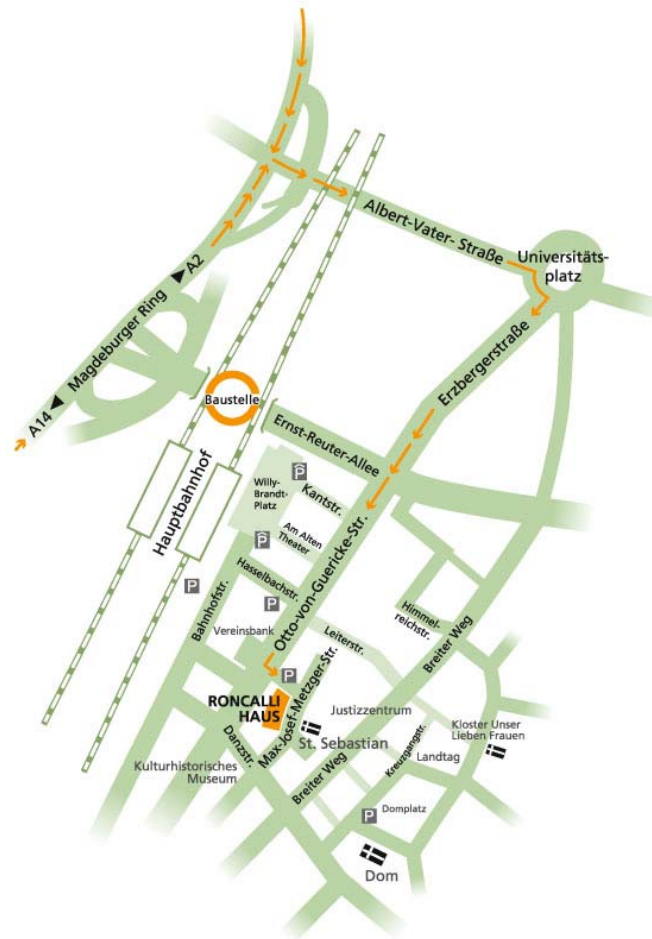 Albert-Vater- Straße
Universitäts-
platz
A2
Magdeburger Ring
A14
Erzbergerstraße
Baustelle
Ernst-Reuter-Allee
Hauptbahnhof
Willy-
Brandt-
Platz
P
Kantstr.
Am Alten
Theater
P
Otto-von-Guericke-Str.
Hasselbachstr.
P
Bahnhofstr.
P
Vereinsbank
Himmel-
reichstr.
Leiterstr.
Breiter Weg
P
RONCALLI
HAUS
Max-Josef-Metzger-Str.
Justizzentrum
St. Sebastian
Kloster Unser
Lieben Frauen
Kreuzgangstr.
Landtag
Danzstr.
Kulturhistorisches
Museum
Breiter Weg
Domplatz
P
Dom